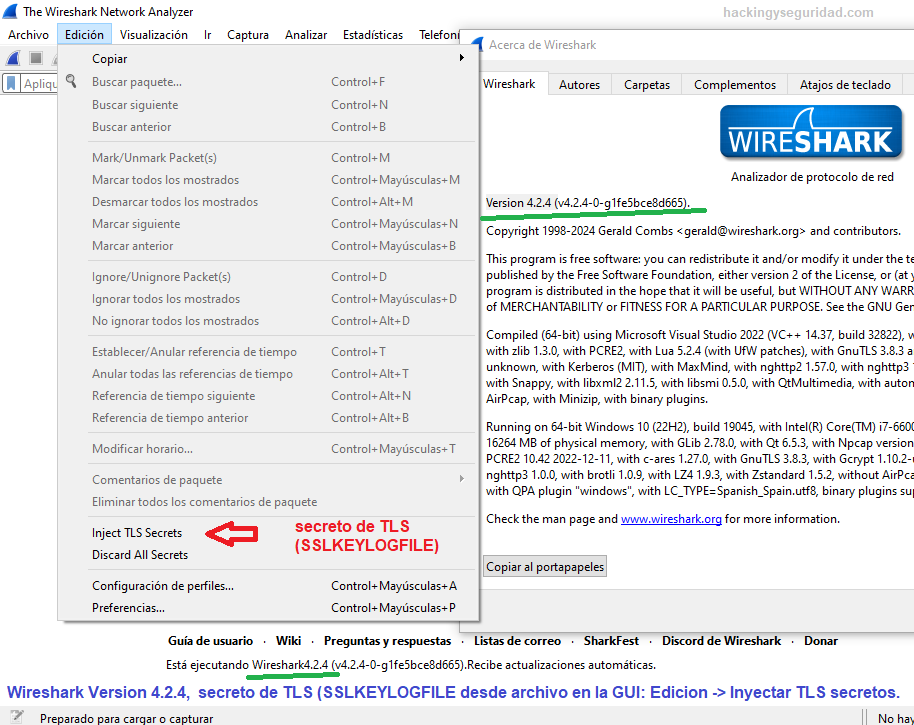 The Wireshark Network Analyzer
hackingyseguridad.com
Archivo Edición Visualización Ir Captura Analizar Estadísticas Telefoní
Acerca de Wireshark
Apliqu
Wireshark Autores Carpetas Complementos Atajos de teclado
Copiar
Buscar paquete... Control+F
Buscar siguiente Control+N
Buscar anterior Control+B
Mark/Unmark Packet(s) Control+M
Marcar todos los mostrados Control+Mayúsculas+M
Desmarcar todos los mostrados Control+Alt+M
Marcar siguiente Control+Mayúsculas+N
Marcar anterior Control+Mayúsculas+B
Ignore/Unignore Packet(s) Control+D
Ignorar todos los mostrados Control+Mayúsculas+D
No ignorar todos los mostrados Control+Alt+D
Establecer/Anular referencia de tiempo Control+T
Anular todas las referencias de tiempo Control+Alt+T
Referencia de tiempo siguiente Control+Alt+N
Referencia de tiempo anterior Control+Alt+B
Modificar horario... Control+Mayúsculas+T
Comentarios de paquete
Eliminar todos los comentarios de paquete
Inject TLS Secrets
Discard All Secrets
Configuración de perfiles... Control+Mayúsculas+A
Preferencias... Control+Mayúsculas+P
secreto de TLS
(SSLKEYLOGFILE)
WIRESHARK
Analizador de protocolo de red
Version 4.2.4 (v4.2.4-0-g1fe5bce8d665).
Copyright 1998-2024 Gerald Combs <gerald@wireshark.org> and contributors.
This program is free software: you can redistribute it and/or modify it under the te
published by the Free Software Foundation, either version 2 of the License, or (at y
program is distributed in the hope that it will be useful, but WITHOUT ANY WARR
of MERCHANTABILITY or FITNESS FOR A PARTICULAR PURPOSE. See the GNU Gen
Compiled (64-bit) using Microsoft Visual Studio 2022 (VC++ 14.37, build 32822), w
with zlib 1.3.0, with PCRE2, with Lua 5.2.4 (with UfW patches), with GnuTLS 3.8.3 a
unknown, with Kerberos (MIT), with MaxMind, with nghttp2 1.57.0, with nghttp3 1
with Snappy, with libxml2 2.11.5, with libsmi 0.5.0, with QtMultimedia, with autom
AirPcap, with Minizip, with binary plugins.
Running on 64-bit Windows 10 (22H2), build 19045, with Intel(R) Core(TM) i7-6600
16264 MB of physical memory, with GLib 2.78.0, with Qt 6.5.3, with Npcap version
PCRE2 10.42 2022-12-11, with c-ares 1.27.0, with GnuTLS 3.8.3, with Gcrypt 1.10.2-u
nghttp3 1.0.0, with brotli 1.0.9, with LZ4 1.9.3, with Zstandard 1.5.2, without AirPca
with QPA plugin "windows", with LC_TYPE=Spanish_Spain.utf8, binary plugins sup
Check the man page and www.wireshark.org for more information.
Copiar al portapapeles
Guía de usuario · Wiki · Preguntas y respuestas · Listas de correo · SharkFest · Discord de Wireshark · Donar
Está ejecutando Wireshark4.2.4 (v4.2.4-0-g1fe5bce8d665).Recibe actualizaciones automáticas.
Wireshark Version 4.2.4, secreto de TLS (SSLKEYLOGFILE desde archivo en la GUI: Edicion -> Inyectar TLS secretos.
Preparado para cargar o capturar No hay